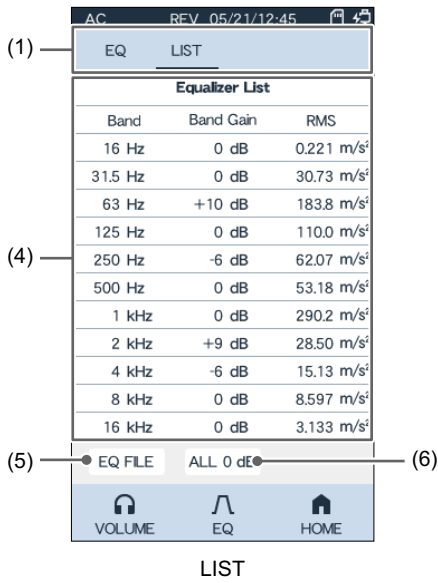 AC REV 05/21/12:45
(1)
EQ LIST
Equalizer List
Band Band Gain RMS
16 Hz 0 dB 0.221 m/s²
31.5 Hz 0 dB 30.73 m/s²
63 Hz +10 dB 183.8 m/s²
125 Hz 0 dB 110.0 m/s²
(4)
250 Hz -6 dB 62.07 m/s²
500 Hz 0 dB 53.18 m/s²
1 kHz 0 dB 290.2 m/s²
2 kHz +9 dB 28.50 m/s²
4 kHz -6 dB 15.13 m/s²
8 kHz 0 dB 8.597 m/s²
16 kHz 0 dB 3.133 m/s²
(5) EQ FILE ALL 0 dB (6)
VOLUME EQ HOME
LIST